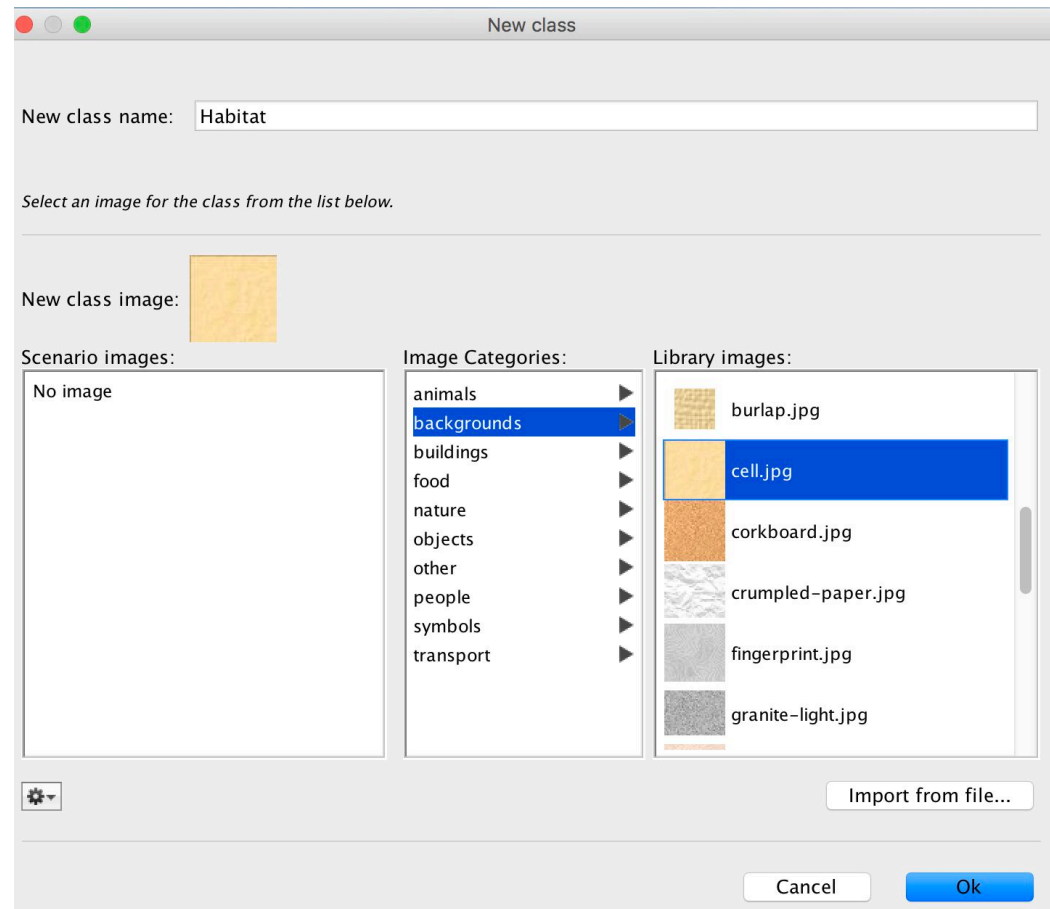 New class
New class name: Habitat
Select an image for the class from the list below.
New class image:
Scenario images:
No image
Image Categories:
animals
backgrounds
buildings
food
nature
objects
other
people
symbols
transport
Library images:
burlap.jpg
cell.jpg
corkboard.jpg
crumpled-paper.jpg
fingerprint.jpg
granite-light.jpg
Import from file...
Cancel
Ok